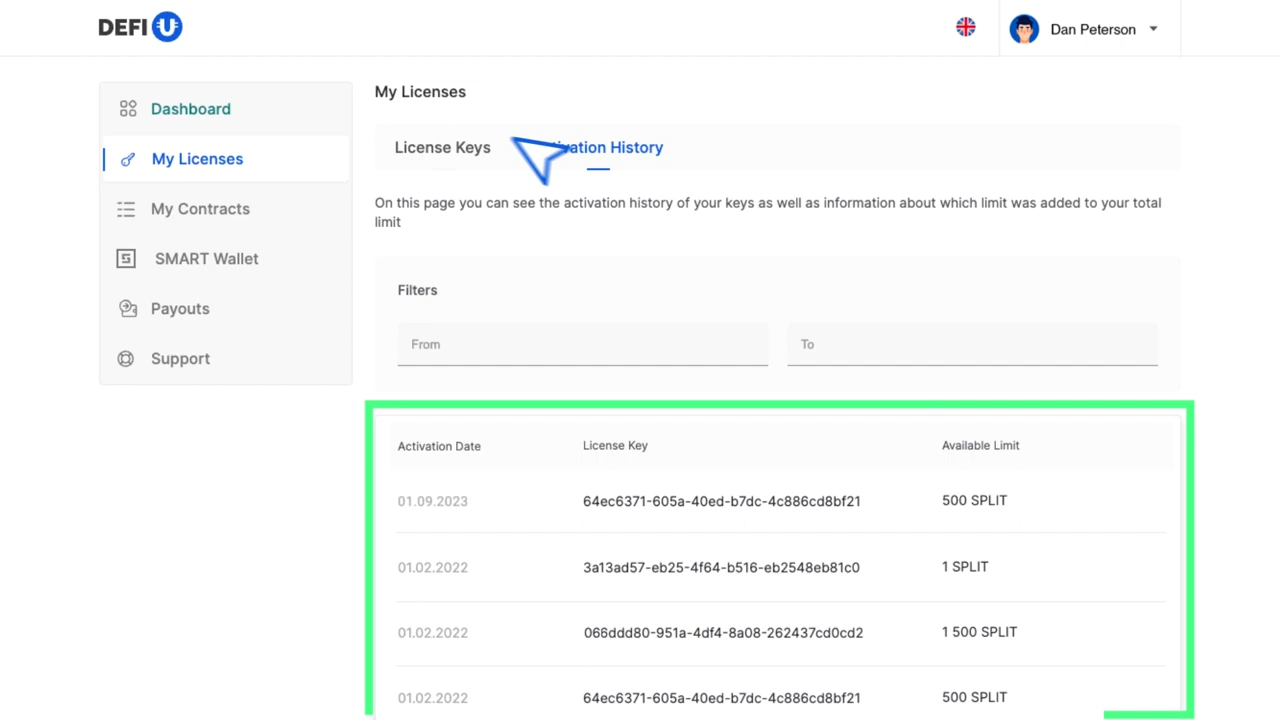 DEFI U
Dan Peterson
Dashboard
My Licenses
My Contracts
SMART Wallet
Payouts
Support
My Licenses
License Keys
History
On this page you can see the activation history of your keys as well as information about which limit was added to your total
limit
Filters
From To
Activation Date License Key Available Limit
01.09.2023 64ec6371-605a-40ed-b7dc-4c886cd8bf21 500 SPLIT
01.02.2022 3a13ad57-eb25-4f64-b516-eb2548eb81c0 1 SPLIT
01.02.2022 066ddd80-951a-4df4-8a08-262437cd0cd2 1 500 SPLIT
01.02.2022 64ec6371-605a-40ed-b7dc-4c886cd8bf21 500 SPLIT